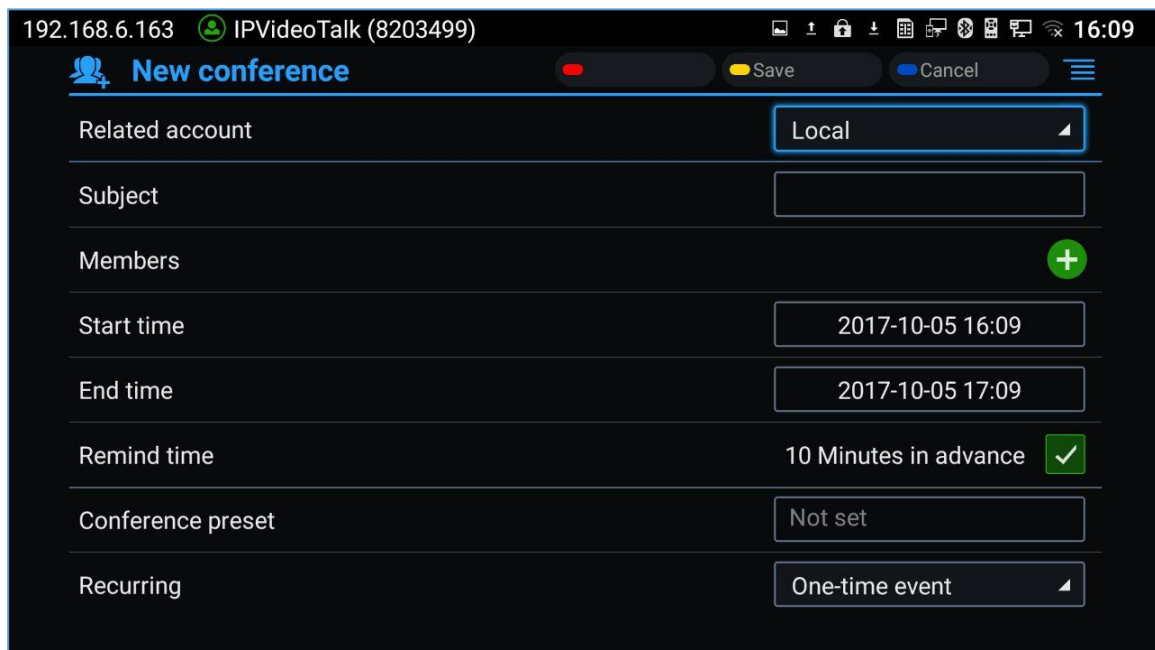 192.168.6.163 IPVideoTalk (8203499) 16:09
New conference Save Cancel
Related account Local
Subject
Members
Start time 2017-10-05 16:09
End time 2017-10-05 17:09
Remind time 10 Minutes in advance
Conference preset Not set
Recurring One-time event